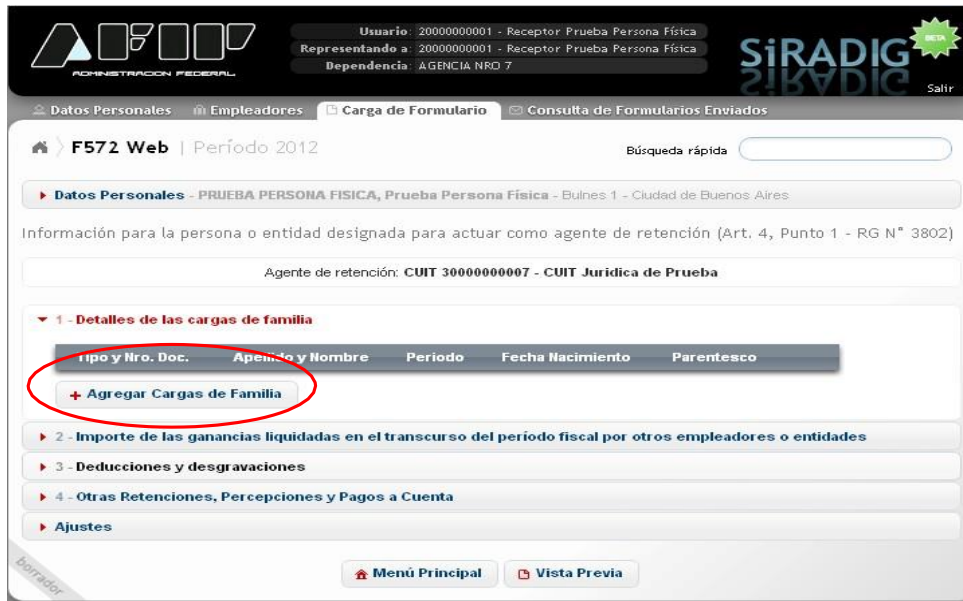 AFIP
ADMINISTRACION FEDERAL
Usuario: 20000000001 - Receptor Prueba Persona Física
Representando a: 20000000001 - Receptor Prueba Persona Física
Dependencia: AGENCIA NRO 7
SiRADIG
BETA
Salir
Datos Personales Empleadores Carga de Formulario Consulta de Formularios Enviados
F572 Web | Período 2012
Búsqueda rápida
Datos Personales - PRUEBA PERSONA FISICA, Prueba Persona Física - Bulnes 1 - Ciudad de Buenos Aires
Información para la persona o entidad designada para actuar como agente de retención (Art. 4, Punto 1 - RG N° 3802)
Agente de retención: CUIT 30000000007 - CUIT Juridica de Prueba
1 - Detalles de las cargas de familia
Tipo y Nro. Doc. Apellido y Nombre Periodo Fecha Nacimiento Parentesco
+ Agregar Cargas de Familia
2 - Importe de las ganancias liquidadas en el transcurso del período fiscal por otros empleadores o entidades
3 - Deducciones y desgravaciones
4 - Otras Retenciones, Percepciones y Pagos a Cuenta
Ajustes
borrador
Menú Principal Vista Previa